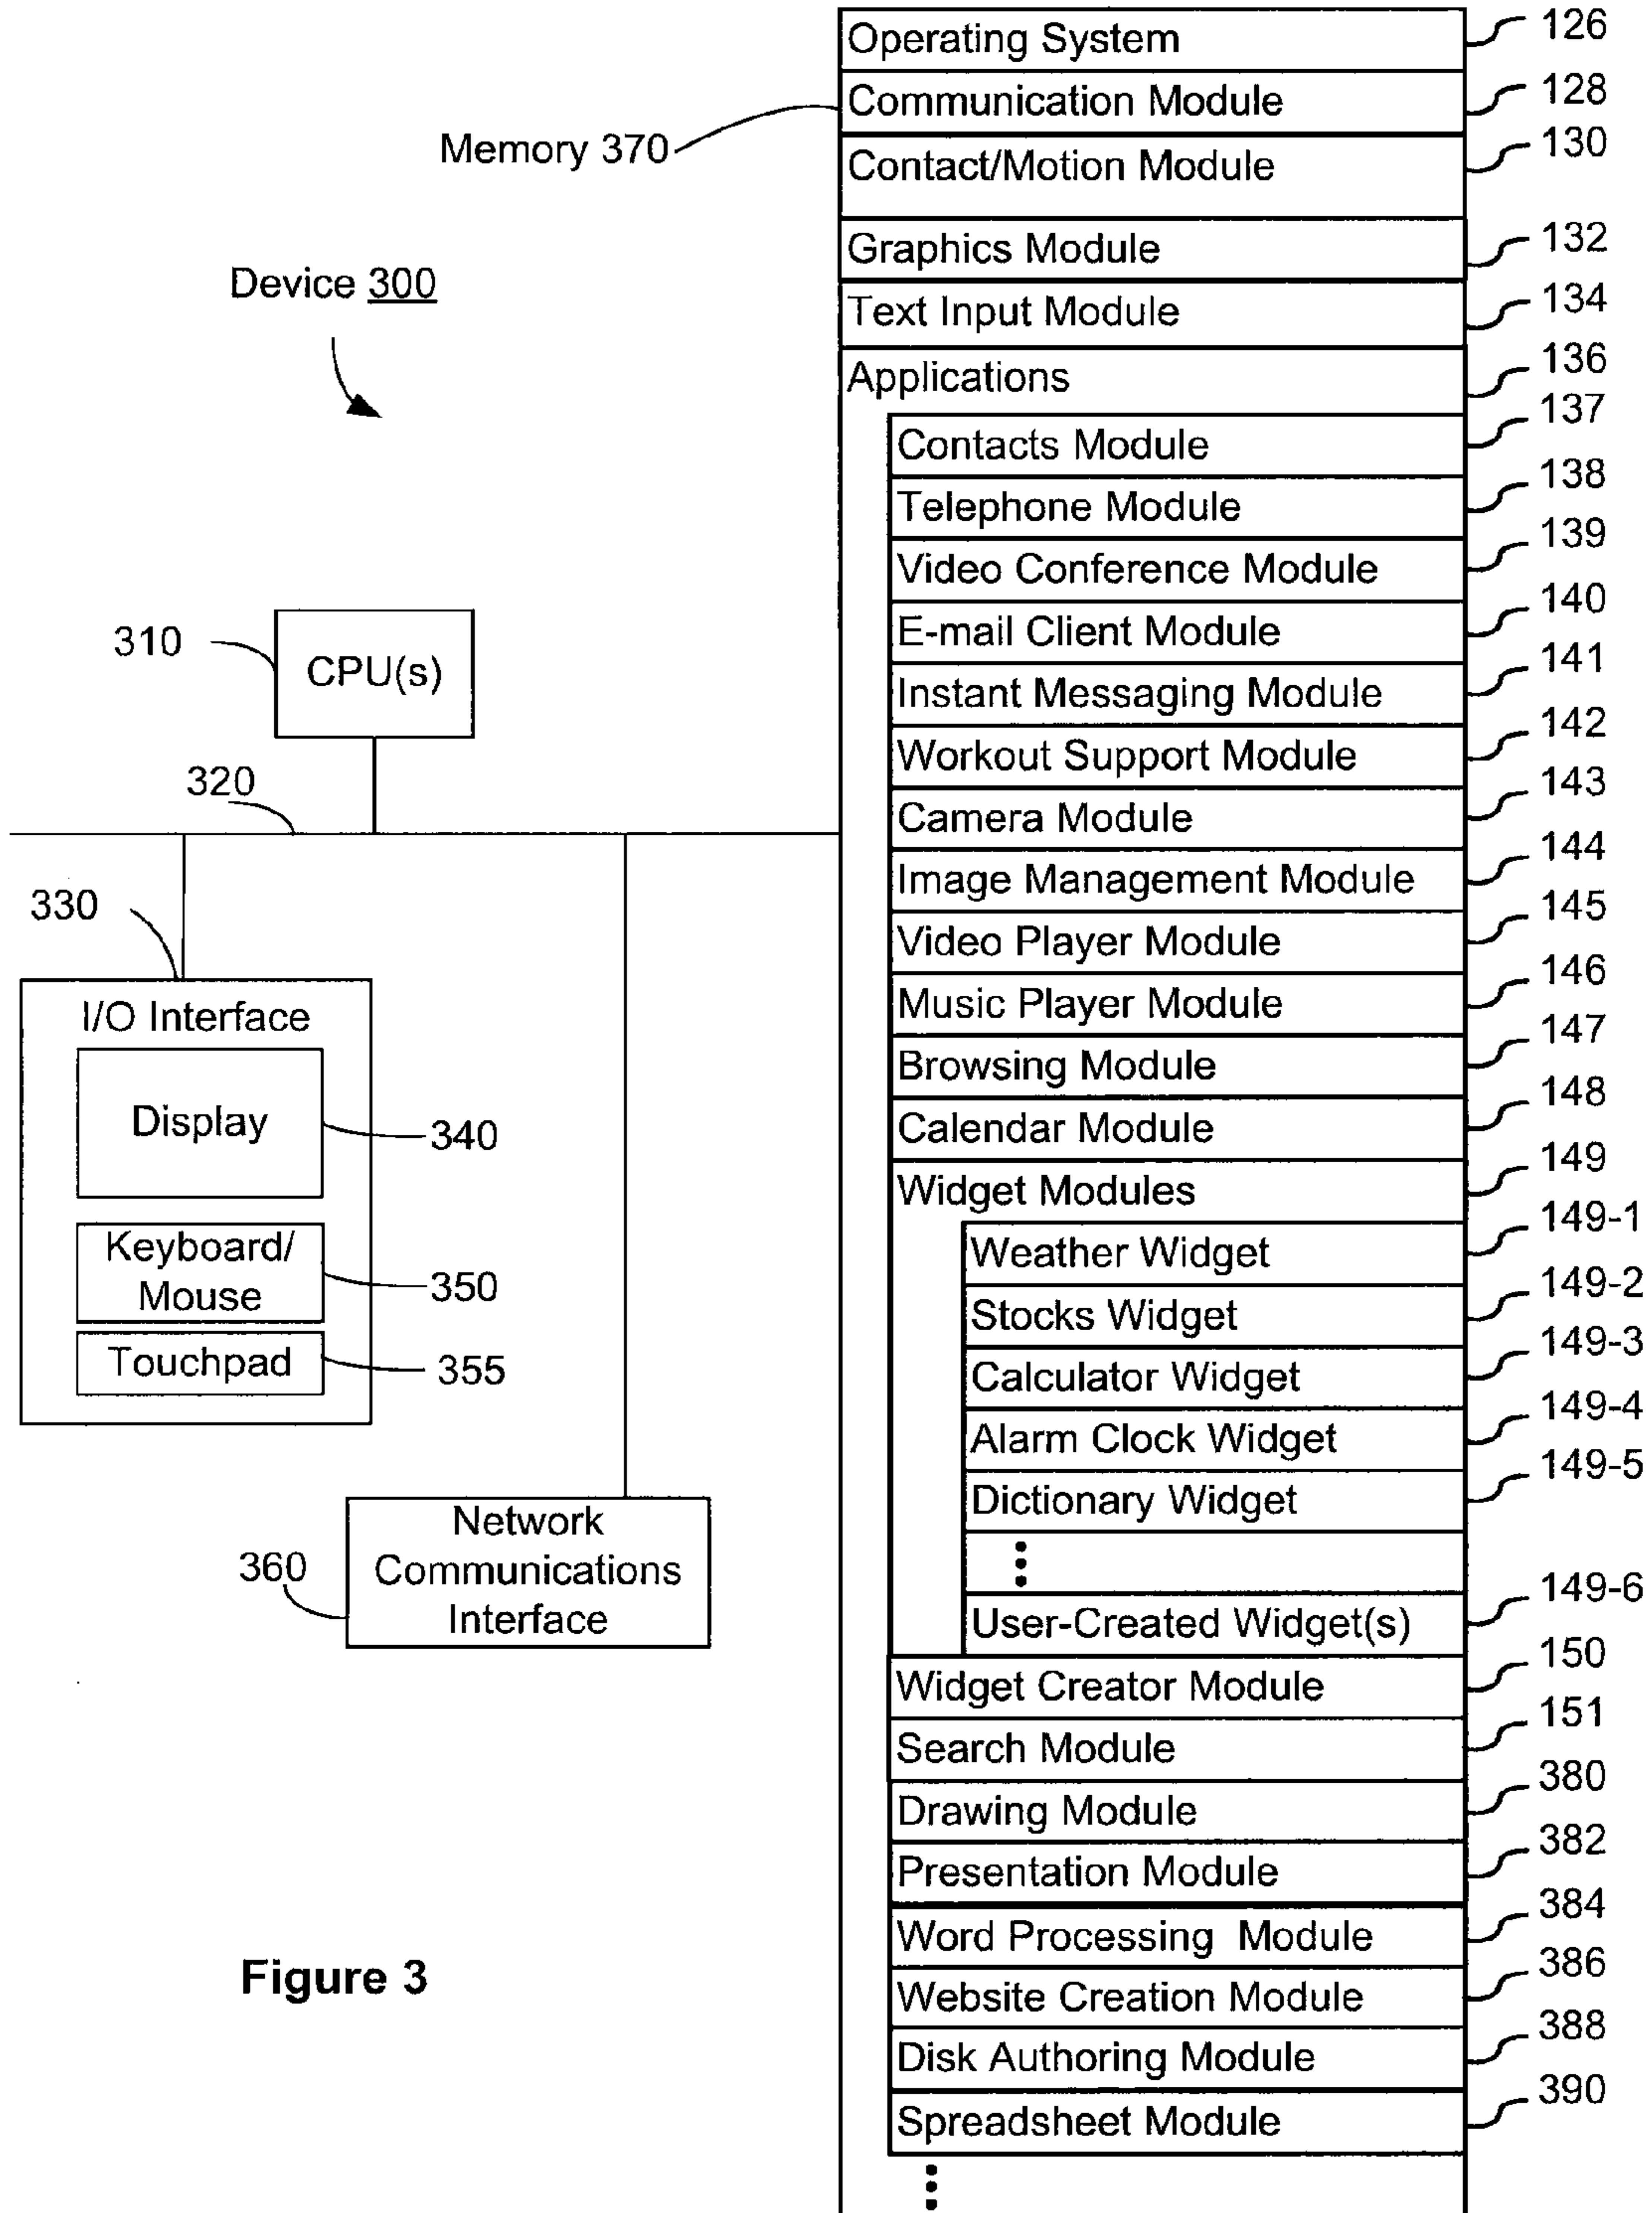 Operating System 126
Communication Module 128
Memory 370
Contact/Motion Module 130
Graphics Module 132
Device 300
Text Input Module 134
Applications 136
Contacts Module 137
Telephone Module 138
Video Conference Module 139
E-mail Client Module 140
Instant Messaging Module 141
Workout Support Module 142
Camera Module 143
Image Management Module 144
Video Player Module 145
Music Player Module 146
Browsing Module 147
Calendar Module 148
Widget Modules 149
Weather Widget 149-1
Stocks Widget 149-2
Calculator Widget 149-3
Alarm Clock Widget 149-4
Dictionary Widget 149-5
User-Created Widget(s) 149-6
Widget Creator Module 150
Search Module 151
Drawing Module 380
Presentation Module 382
Word Processing Module 384
Website Creation Module 386
Disk Authoring Module 388
Spreadsheet Module 390
310
CPU(s)
320
330
I/O Interface
Display
340
Keyboard/
Mouse
350
Touchpad
355
360
Network
Communications
Interface
Figure 3